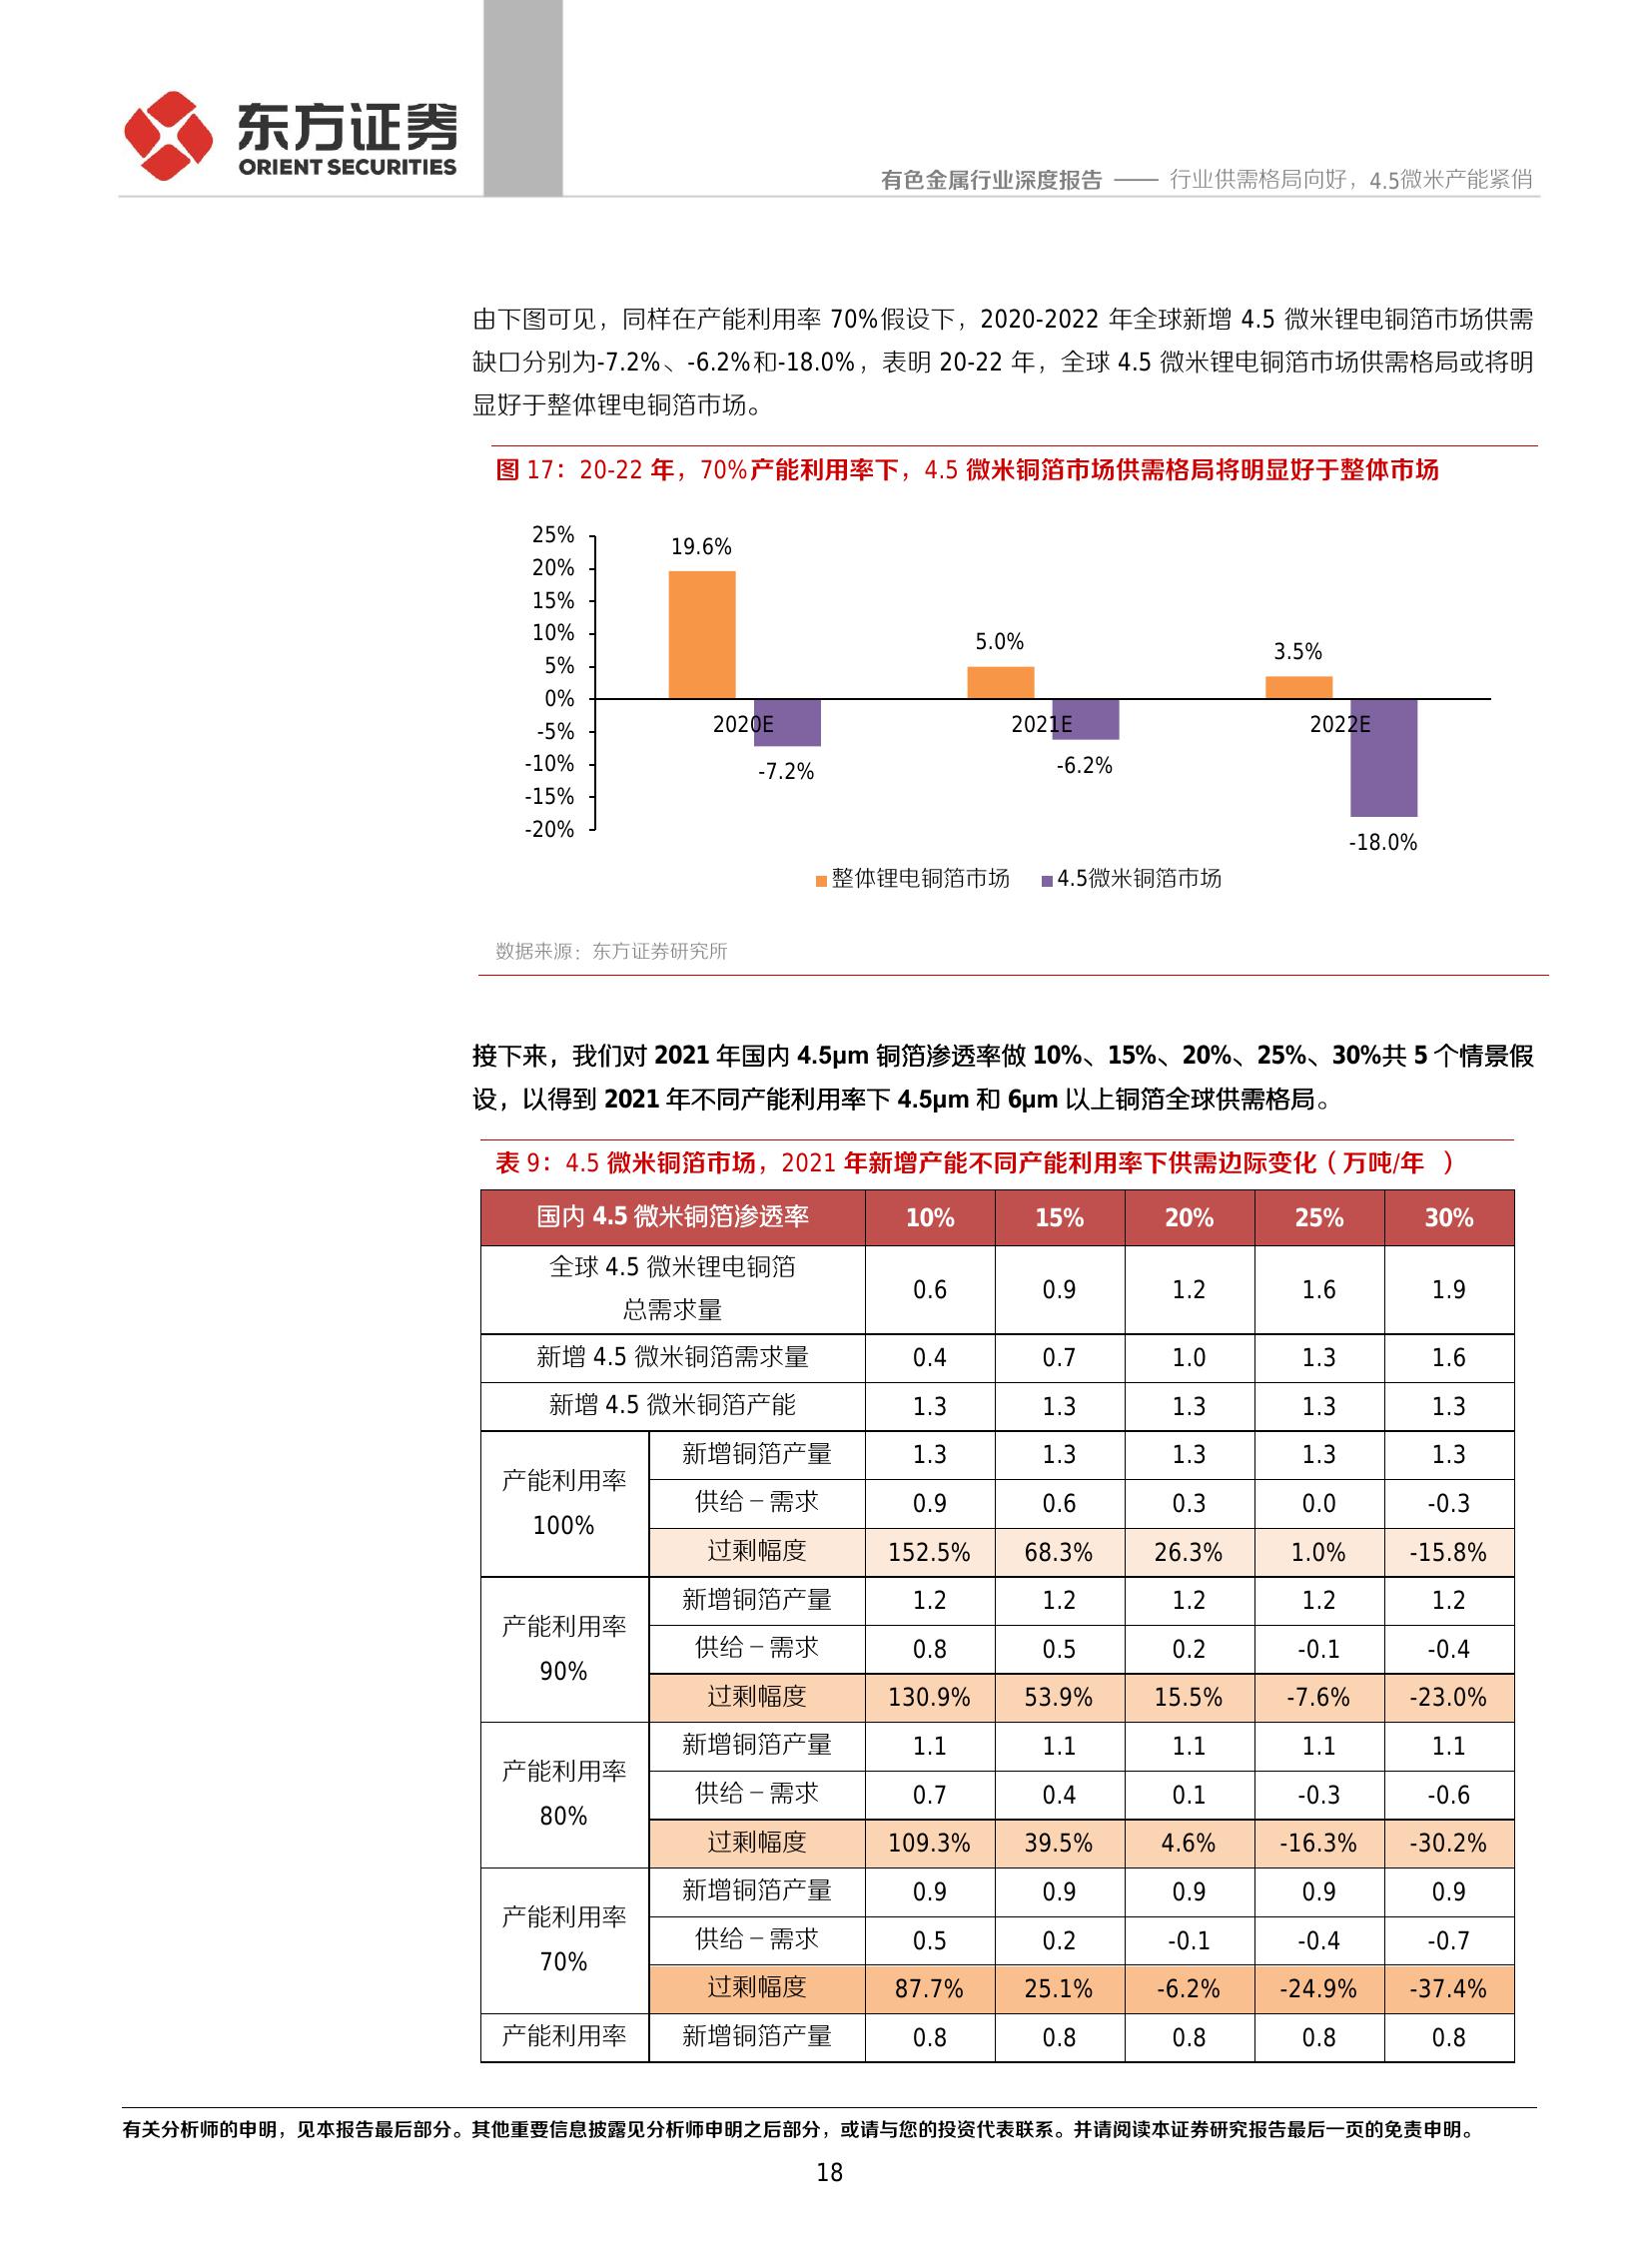 东方证券
ORIENT SECURITIES
有色金属行业深度报告 —— 行业供需格局向好，4.5微米产能紧俏
由下图可见，同样在产能利用率 70%假设下，2020-2022 年全球新增 4.5 微米锂电铜箔市场供需
缺口分别为-7.2%、-6.2%和-18.0%，表明 20-22 年，全球 4.5 微米锂电铜箔市场供需格局或将明
显好于整体锂电铜箔市场。
图 17：20-22 年，70%产能利用率下，4.5 微米铜箔市场供需格局将明显好于整体市场
25%
20%
15%
10%
5%
0%
-5%
-10%
-15%
-20%
19.6%
5.0%
3.5%
2020E
2021E
2022E
-7.2%
-6.2%
-18.0%
整体锂电铜箔市场 4.5微米铜箔市场
数据来源：东方证券研究所
接下来，我们对 2021 年国内 4.5μm 铜箔渗透率做 10%、15%、20%、25%、30%共 5 个情景假
设，以得到 2021 年不同产能利用率下 4.5μm 和 6μm 以上铜箔全球供需格局。
表 9：4.5 微米铜箔市场，2021 年新增产能不同产能利用率下供需边际变化（万吨/年 ）
国内 4.5 微米铜箔渗透率 10% 15% 20% 25% 30%
全球 4.5 微米锂电铜箔
总需求量 0.6 0.9 1.2 1.6 1.9
新增 4.5 微米铜箔需求量 0.4 0.7 1.0 1.3 1.6
新增 4.5 微米铜箔产能 1.3 1.3 1.3 1.3 1.3
产能利用率
100%
新增铜箔产量 1.3 1.3 1.3 1.3 1.3
供给－需求 0.9 0.6 0.3 0.0 -0.3
过剩幅度 152.5% 68.3% 26.3% 1.0% -15.8%
产能利用率
90%
新增铜箔产量 1.2 1.2 1.2 1.2 1.2
供给－需求 0.8 0.5 0.2 -0.1 -0.4
过剩幅度 130.9% 53.9% 15.5% -7.6% -23.0%
产能利用率
80%
新增铜箔产量 1.1 1.1 1.1 1.1 1.1
供给－需求 0.7 0.4 0.1 -0.3 -0.6
过剩幅度 109.3% 39.5% 4.6% -16.3% -30.2%
产能利用率
70%
新增铜箔产量 0.9 0.9 0.9 0.9 0.9
供给－需求 0.5 0.2 -0.1 -0.4 -0.7
过剩幅度 87.7% 25.1% -6.2% -24.9% -37.4%
产能利用率 新增铜箔产量 0.8 0.8 0.8 0.8 0.8
有关分析师的申明，见本报告最后部分。其他重要信息披露见分析师申明之后部分，或请与您的投资代表联系。并请阅读本证券研究报告最后一页的免责申明。
18